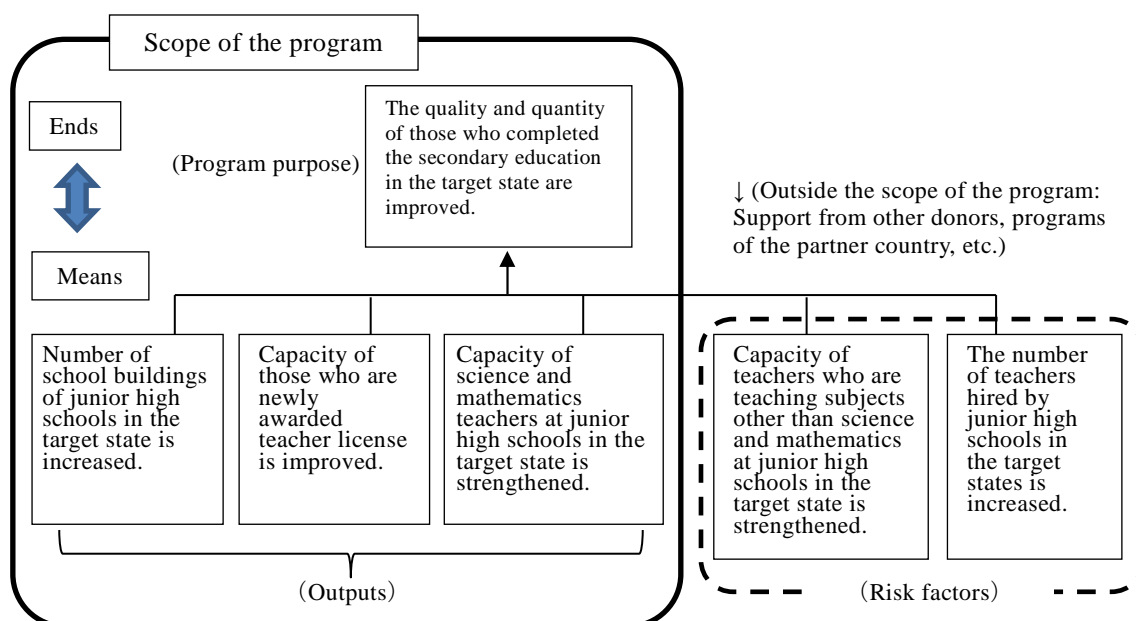 Scope of the program
Ends
Means
(Program purpose)
The quality and quantity
of those who completed
the secondary education
in the target state are
improved.
↓ (Outside the scope of the program:
Support from other donors, programs
of the partner country, etc.)
Number of
school buildings
of junior high
schools in the
target state is
increased.
Capacity of
those who are
newly
awarded
teacher license
is improved.
Capacity of
science and
mathematics
teachers at junior
high schools in the
target state is
strengthened.
Capacity of
teachers who are
teaching subjects
other than science
and mathematics
at junior high
schools in the
target state is
strengthened.
The number
of teachers
hired by
junior high
schools in
the target
states is
increased.
（Outputs）
（Risk factors）